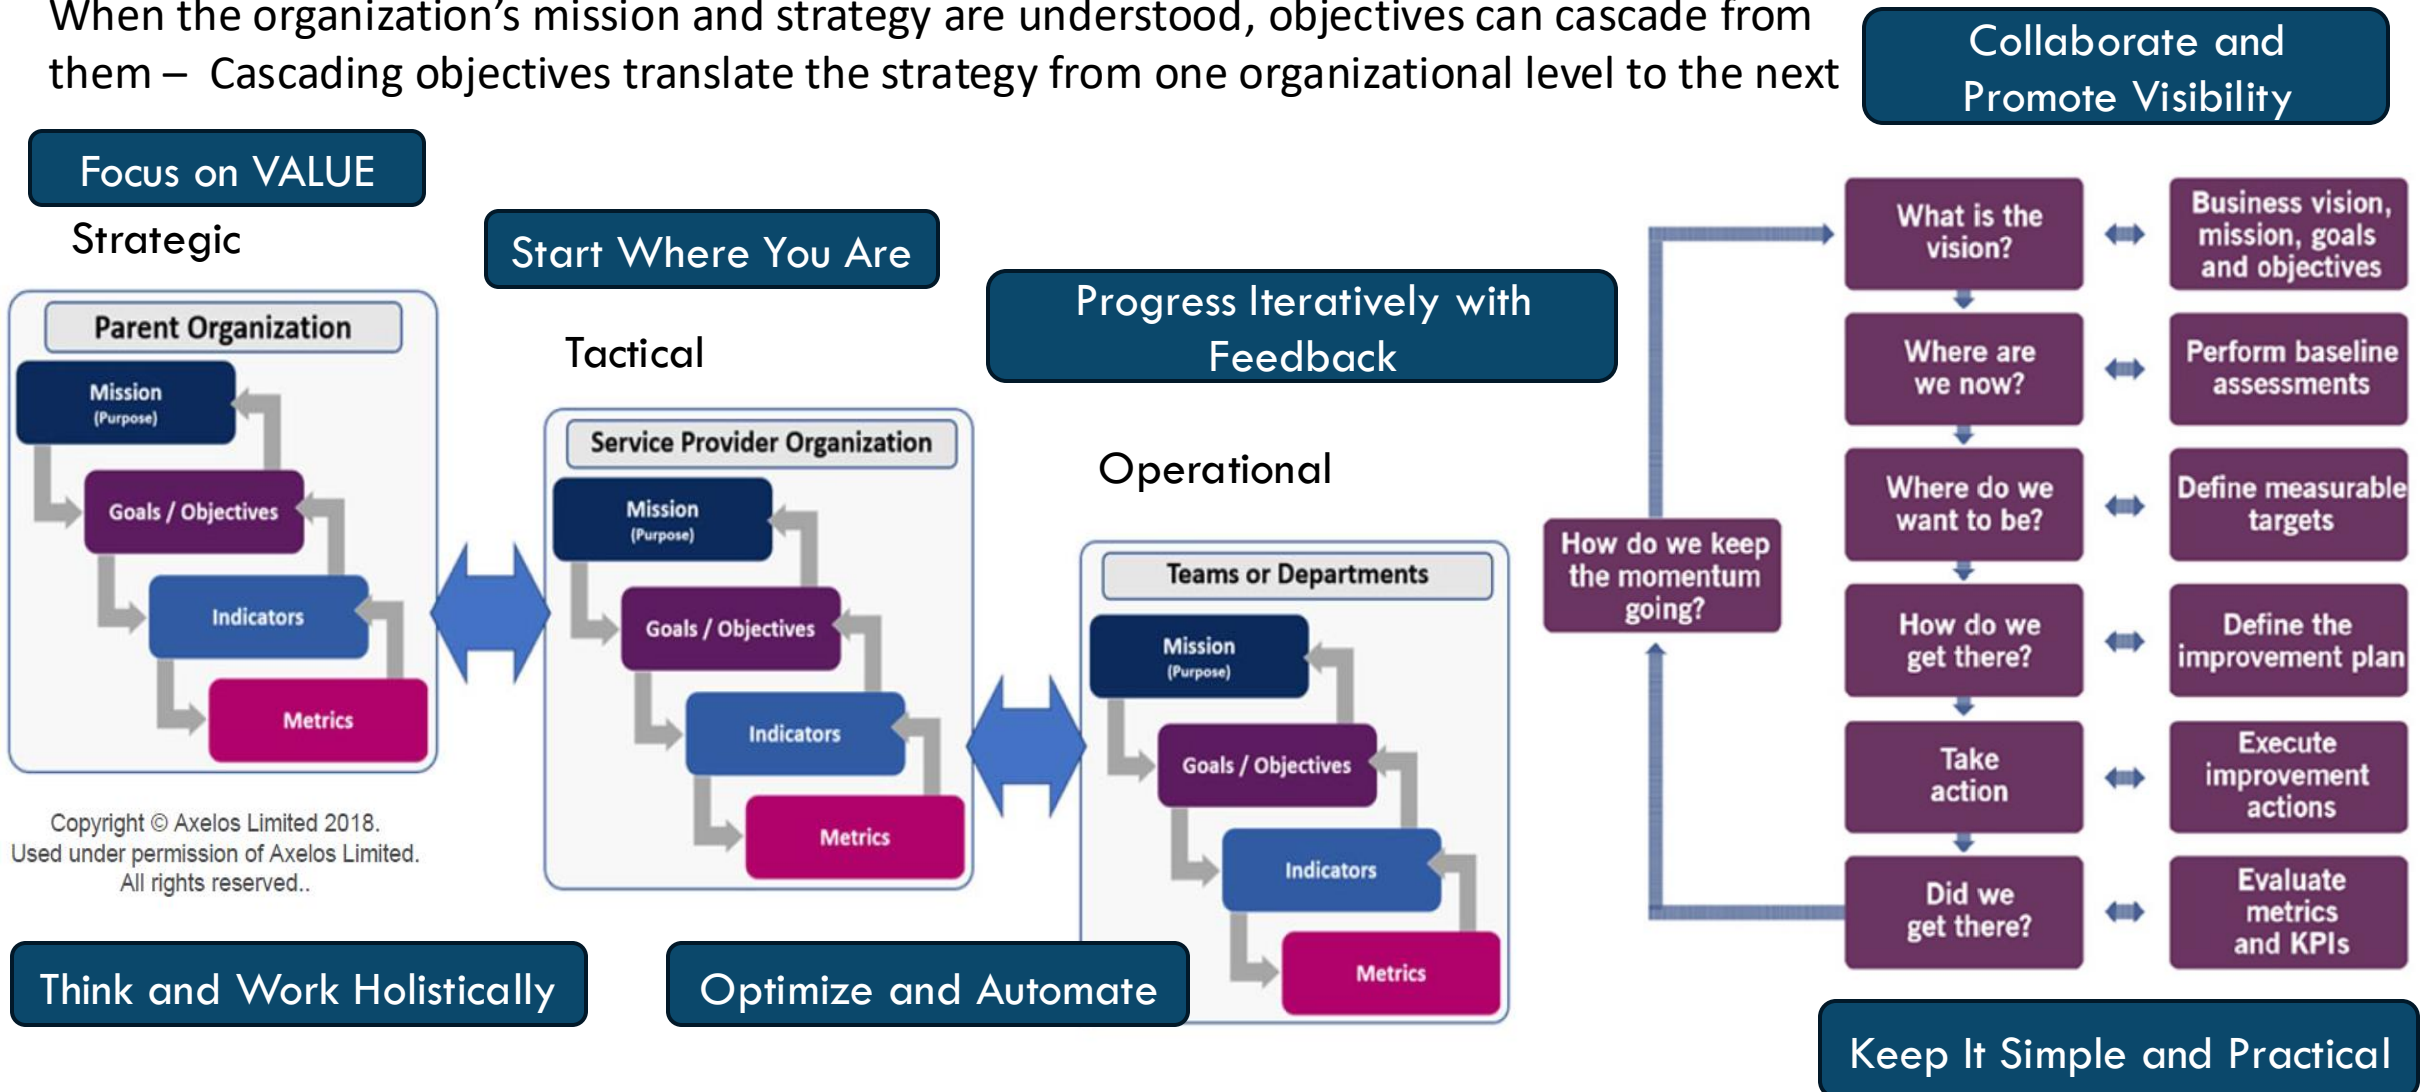 When the organization's mission and strategy are understood, objectives can cascade from
them – Cascading objectives translate the strategy from one organizational level to the next
Collaborate and
Promote Visibility
Focus on VALUE
Strategic
Start Where You Are
Progress Iteratively with
Feedback
Tactical
Operational
Parent Organization
Mission
(Purpose)
Goals / Objectives
Indicators
Metrics
Service Provider Organization
Mission
(Purpose)
Goals / Objectives
Indicators
Metrics
Teams or Departments
Mission
(Purpose)
Goals / Objectives
Indicators
Metrics
Copyright © Axelos Limited 2018.
Used under permission of Axelos Limited.
All rights reserved..
Think and Work Holistically
Optimize and Automate
How do we keep
the momentum
going?
What is the
vision?
Business vision,
mission, goals
and objectives
Where are
we now?
Perform baseline
assessments
Where do we
want to be?
Define measurable
targets
How do we
get there?
Define the
improvement plan
Take
action
Execute
improvement
actions
Did we
get there?
Evaluate
metrics
and KPIs
Keep It Simple and Practical